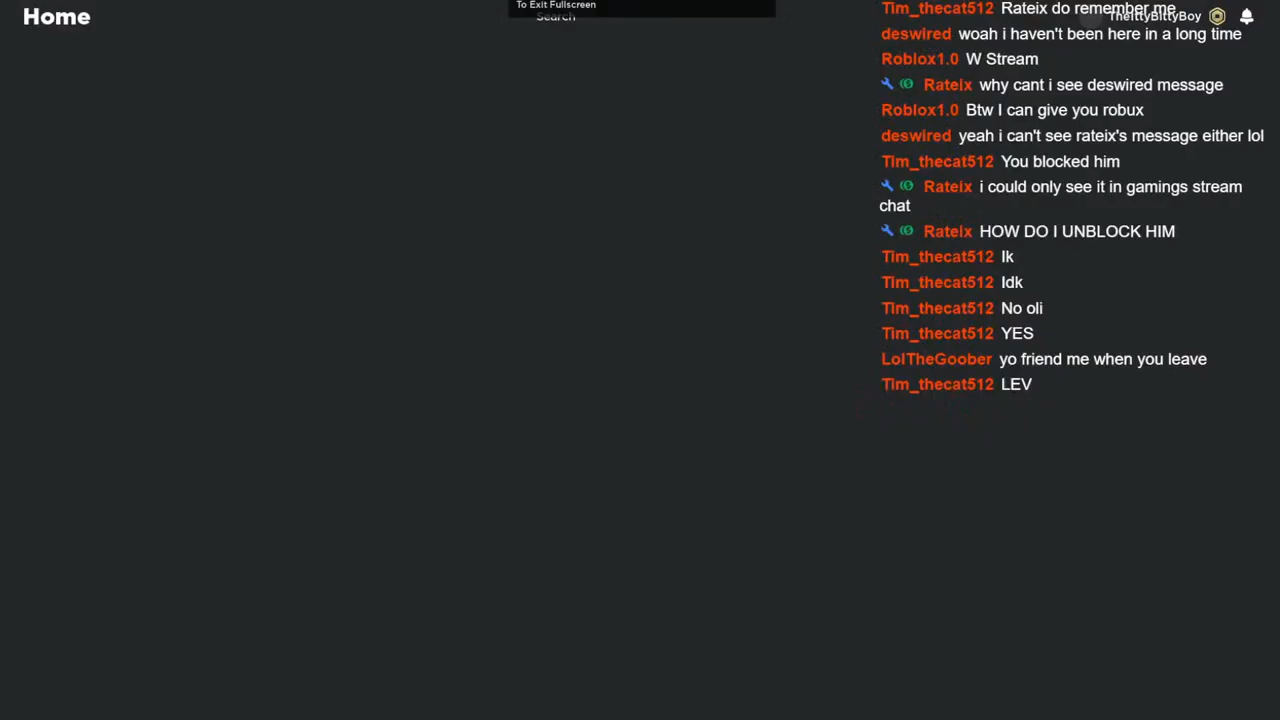 Home
To Exit Fullscreen
Search
TheIttyBittyBoy
Tim_thecat512 Rateix do remember me
deswired woah i haven't been here in a long time
Roblox1.0 W Stream
Rateix why cant i see deswired message
Roblox1.0 Btw I can give you robux
deswired yeah i can't see rateix's message either lol
Tim_thecat512 You blocked him
Rateix i could only see it in gamings stream
chat
Rateix HOW DO I UNBLOCK HIM
Tim_thecat512 Ik
Tim_thecat512 Idk
Tim_thecat512 No oli
Tim_thecat512 YES
LolTheGoober yo friend me when you leave
Tim_thecat512 LEV